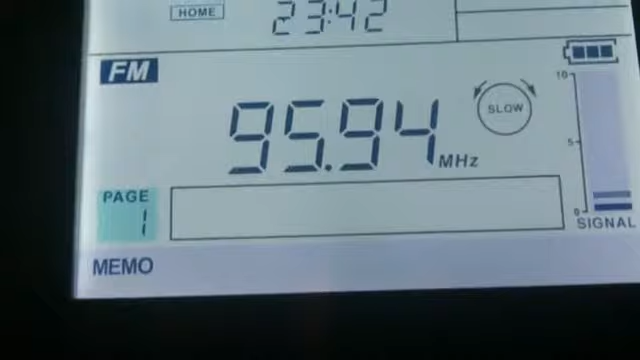 HOME 23:42
FM
95.94 MHz
SLOW
10
5
0
SIGNAL
PAGE
1
MEMO